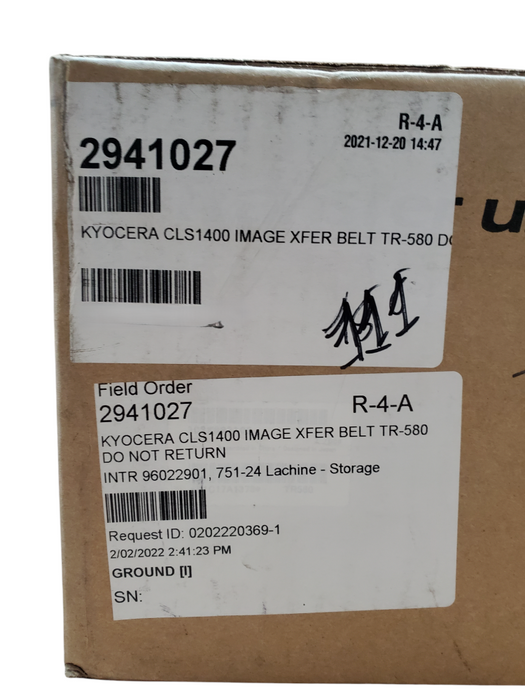 R-4-A
2021-12-20 14:47
2941027
KYOCERA CLS1400 IMAGE XFER BELT TR-580 DO
Field Order
2941027
R-4-A
KYOCERA CLS1400 IMAGE XFER BELT TR-580
DO NOT RETURN
INTR 96022901, 751-24 Lachine - Storage
Request ID: 0202220369-1
2/02/2022 2:41:23 PM
GROUND [I]
SN: